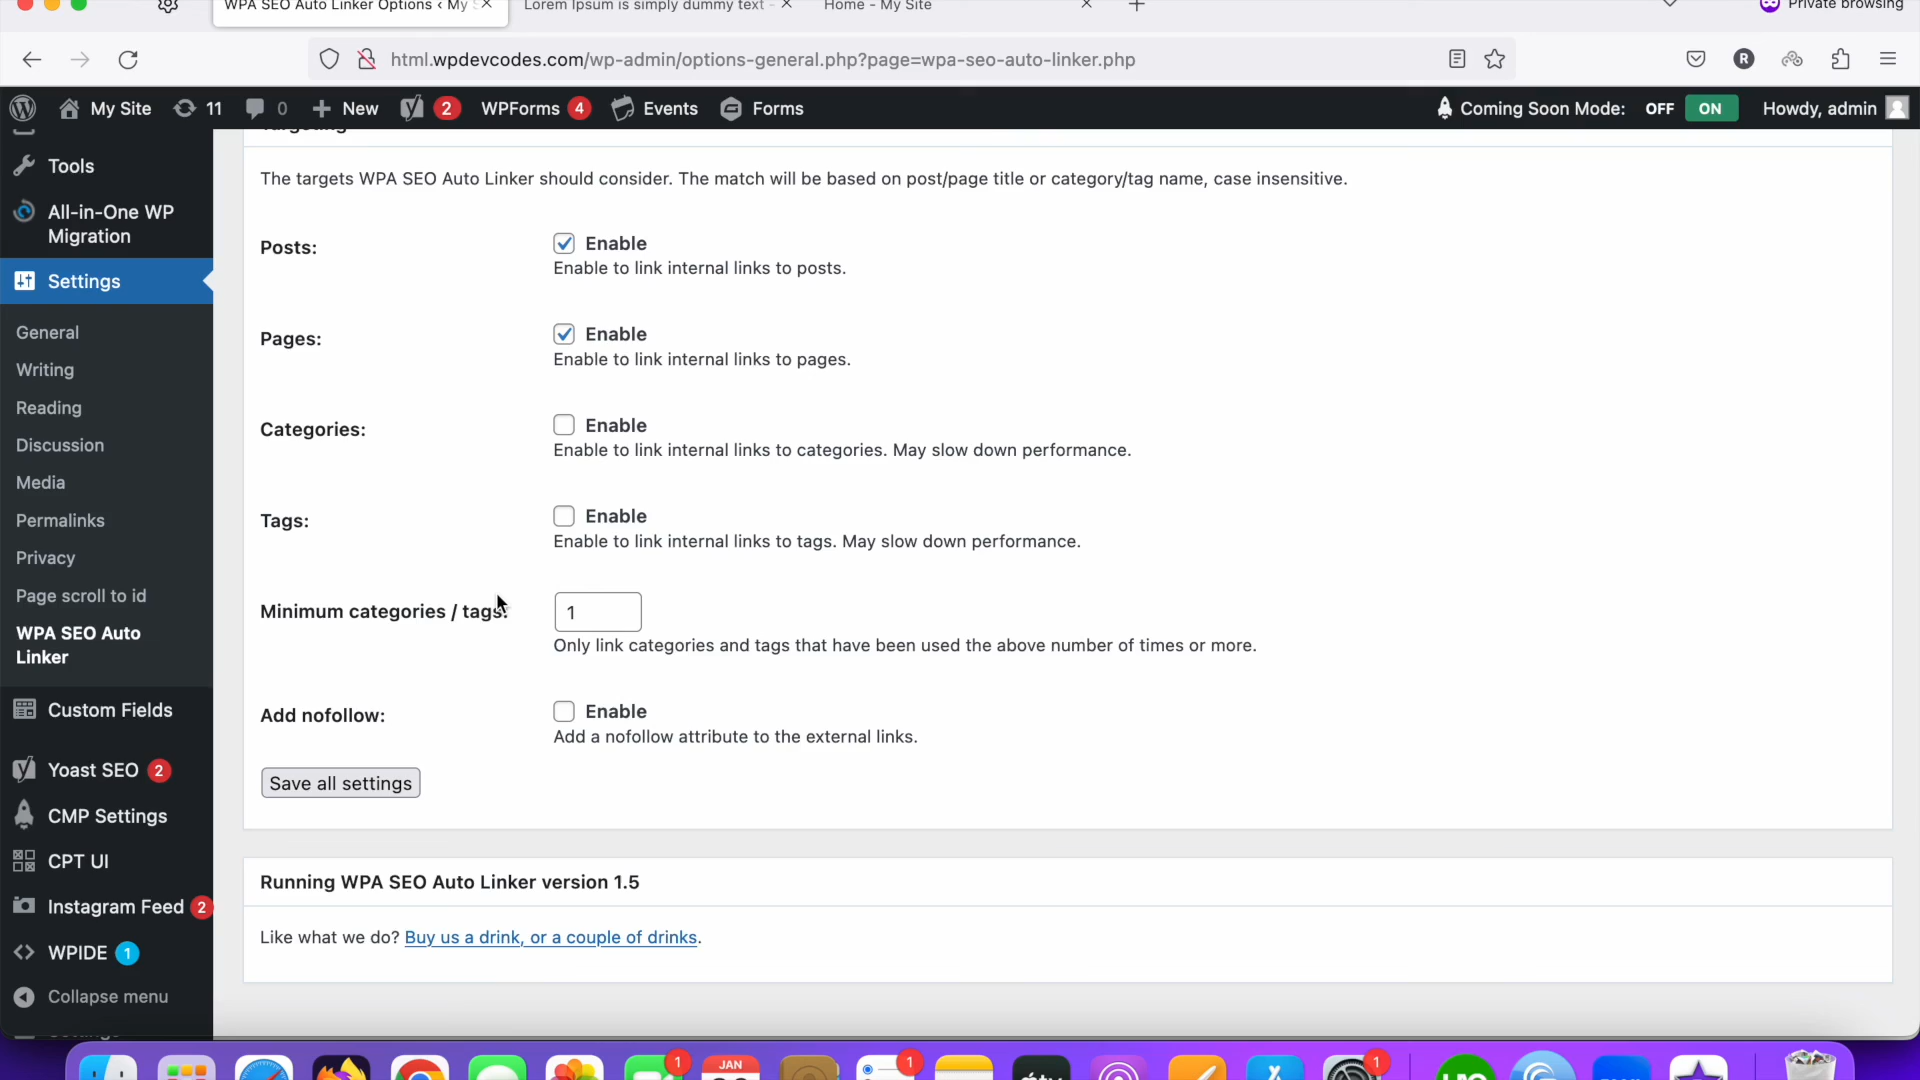 WPA SEO Auto Linker Options ‹ My S
Lorem Ipsum is simply dummy text -
Home - My Site
Private browsing
html.wpdevcodes.com/wp-admin/options-general.php?page=wpa-seo-auto-linker.php
R
My Site
11
0
New
2
WPForms 4
Events
Forms
Coming Soon Mode: OFF ON
Howdy, admin
Tools
All-in-One WP
Migration
Settings
General
Writing
Reading
Discussion
Media
Permalinks
Privacy
Page scroll to id
WPA SEO Auto
Linker
Custom Fields
Yoast SEO 2
CMP Settings
CPT UI
Instagram Feed 2
WPIDE 1
Collapse menu
Settings
Targeting
The targets WPA SEO Auto Linker should consider. The match will be based on post/page title or category/tag name, case insensitive.
Posts:
Enable
Enable to link internal links to posts.
Pages:
Enable
Enable to link internal links to pages.
Categories:
Enable
Enable to link internal links to categories. May slow down performance.
Tags:
Enable
Enable to link internal links to tags. May slow down performance.
Minimum categories / tags:
1
Only link categories and tags that have been used the above number of times or more.
Add nofollow:
Enable
Add a nofollow attribute to the external links.
Save all settings
Running WPA SEO Auto Linker version 1.5
Like what we do? Buy us a drink, or a couple of drinks.
1
JAN
1
1